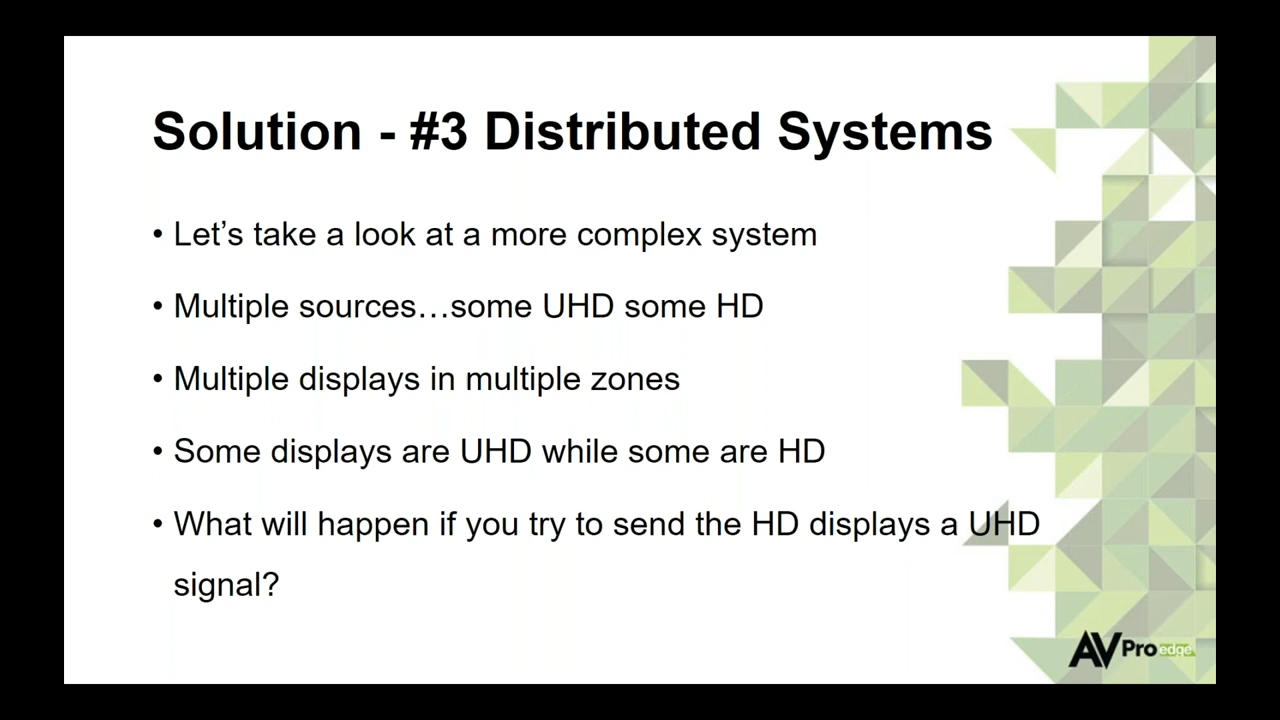 Solution - #3 Distributed Systems
• Let’s take a look at a more complex system
• Multiple sources…some UHD some HD
• Multiple displays in multiple zones
• Some displays are UHD while some are HD
• What will happen if you try to send the HD displays a UHD
signal?
AVPro edge